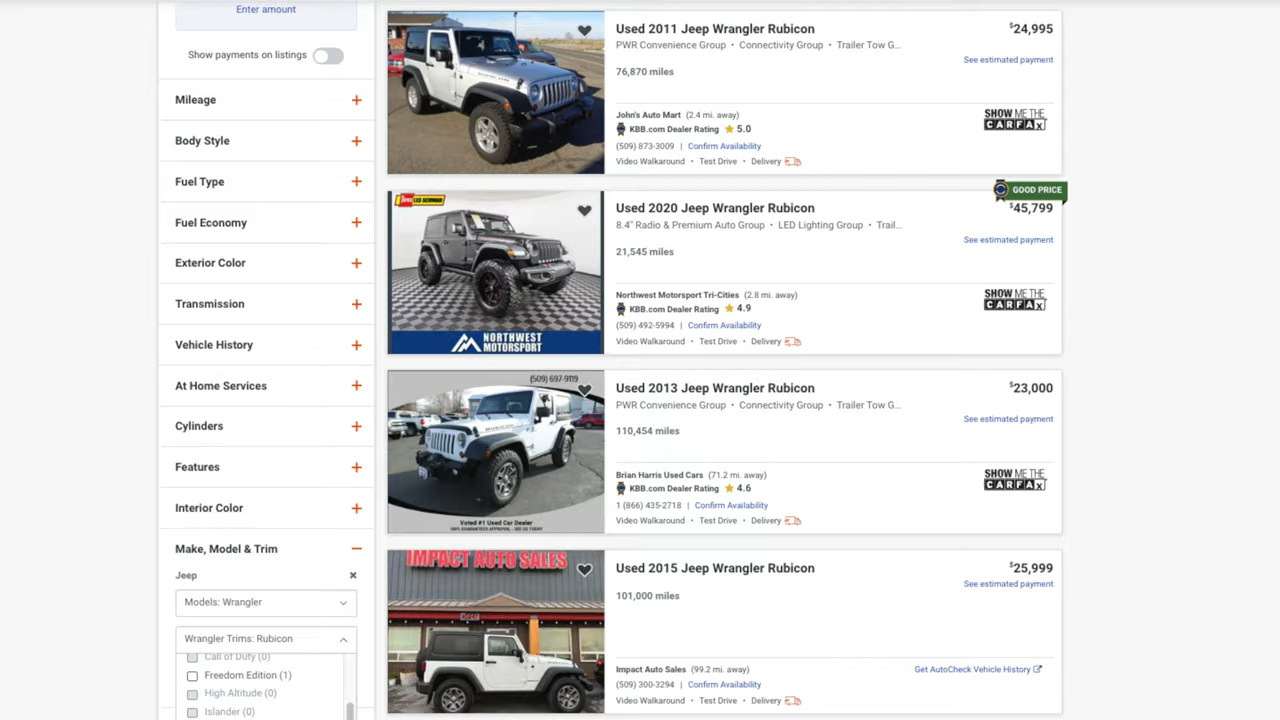 Enter amount
Show payments on listings
Mileage
Body Style
Fuel Type
Fuel Economy
Exterior Color
Transmission
Vehicle History
At Home Services
Cylinders
Features
Interior Color
Make, Model & Trim
Jeep
Models: Wrangler
Wrangler Trims: Rubicon
Call of Duty (0)
Freedom Edition (1)
High Altitude (0)
Islander (0)
Used 2011 Jeep Wrangler Rubicon
$24,995
PWR Convenience Group • Connectivity Group • Trailer Tow G...
See estimated payment
76,870 miles
John's Auto Mart (2.4 mi. away)
SHOW ME THE
CARFAX
KBB.com Dealer Rating 5.0
(509) 873-3009 | Confirm Availability
Video Walkaround • Test Drive • Delivery
LES SCHWAB
NORTHWEST
MOTORSPORT
GOOD PRICE
Used 2020 Jeep Wrangler Rubicon
$45,799
8.4" Radio & Premium Auto Group • LED Lighting Group • Trail...
See estimated payment
21,545 miles
Northwest Motorsport Tri-Cities (2.8 mi. away)
SHOW ME THE
CARFAX
KBB.com Dealer Rating 4.9
(509) 492-5994 | Confirm Availability
Video Walkaround • Test Drive • Delivery
(509) 697-9119
Voted #1 Used Car Dealer
Used 2013 Jeep Wrangler Rubicon
$23,000
PWR Convenience Group • Connectivity Group • Trailer Tow G...
See estimated payment
110,454 miles
Brian Harris Used Cars (71.2 mi. away)
SHOW ME THE
CARFAX
KBB.com Dealer Rating 4.6
1 (866) 435-2718 | Confirm Availability
Video Walkaround • Test Drive • Delivery
IMPACT AUTO SALES
Used 2015 Jeep Wrangler Rubicon
$25,999
See estimated payment
101,000 miles
Impact Auto Sales (99.2 mi. away)
Get AutoCheck Vehicle History
(509) 300-3294 | Confirm Availability
Video Walkaround • Test Drive • Delivery